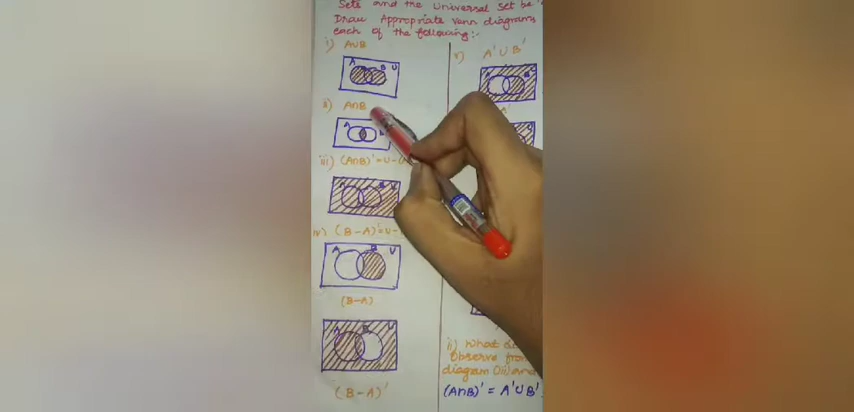 Sets and the Universal Set be
Draw Appropriate venn diagrams
each of the following:-
i) A∪B
A B U
ii) A∩B
A
iii) (A∩B)' = U-(A
A B U
iv) (B-A)' = U-
A B U
(B-A)
A B U
(B-A)'
v) A' ∪ B'
A B U
A'
ii) What
Observe from
diagram (iii) and
(A∩B)' = A' ∪ B'